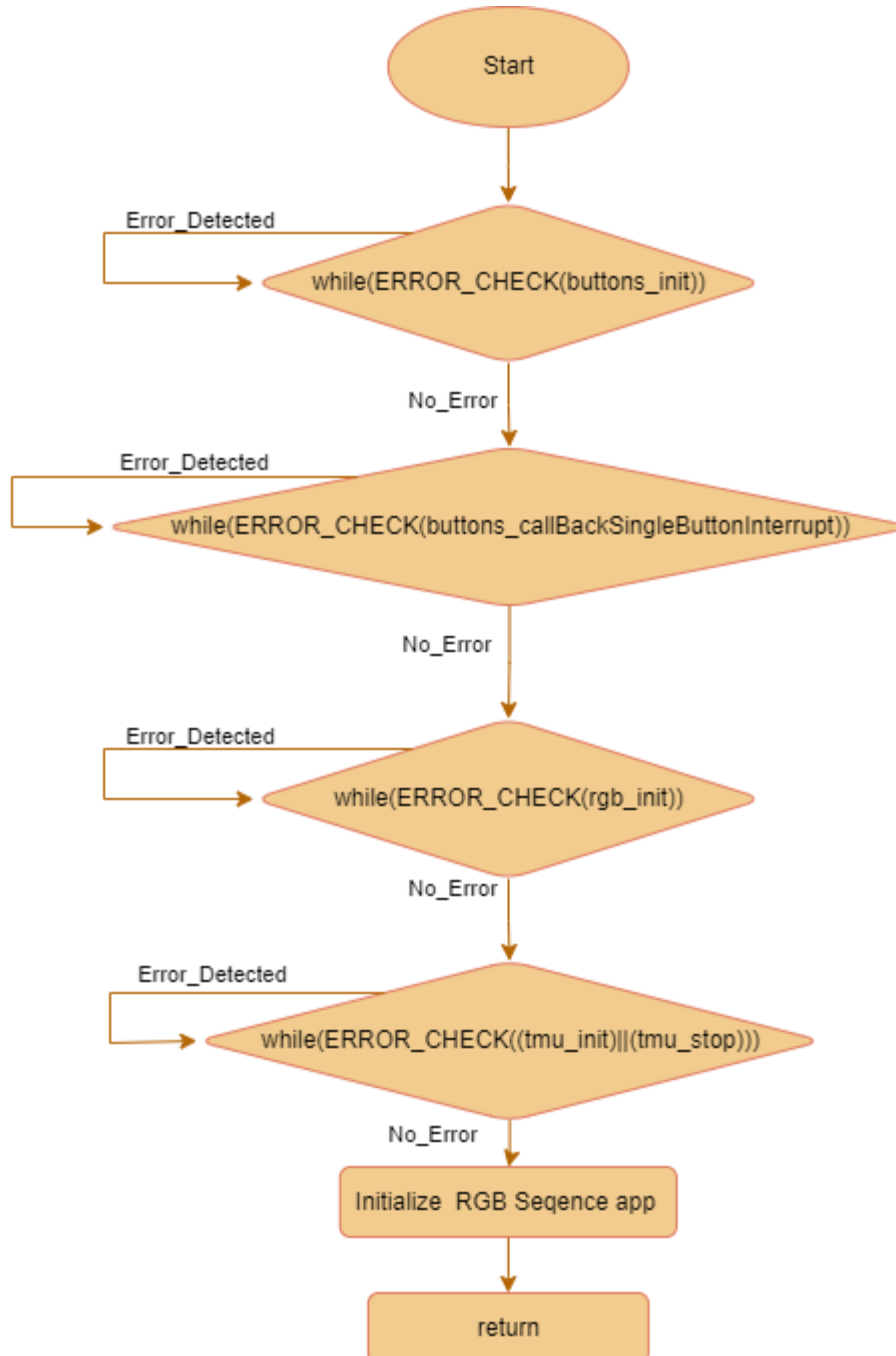 Start
Error_Detected
while(ERROR_CHECK(buttons_init))
No_Error
Error_Detected
while(ERROR_CHECK(buttons_callBackSingleButtonInterrupt))
No_Error
Error_Detected
while(ERROR_CHECK(rgb_init))
No_Error
Error_Detected
while(ERROR_CHECK((tmu_init)||(tmu_stop)))
No_Error
Initialize RGB Seqence app
return